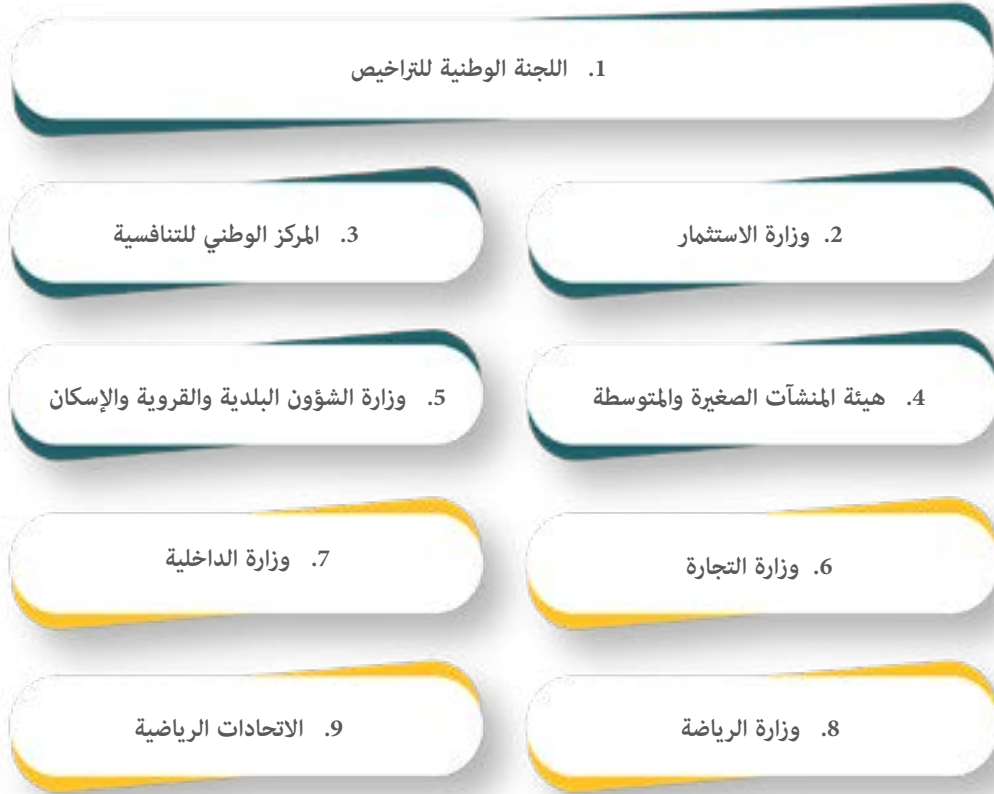 1. اللجنة الوطنية للتراخيص
2. وزارة الاستثمار
3. المركز الوطني للتنافسية
4. هيئة المنشآت الصغيرة والمتوسطة
5. وزارة الشؤون البلدية والقروية والإسكان
6. وزارة التجارة
7. وزارة الداخلية
8. وزارة الرياضة
9. الاتحادات الرياضية